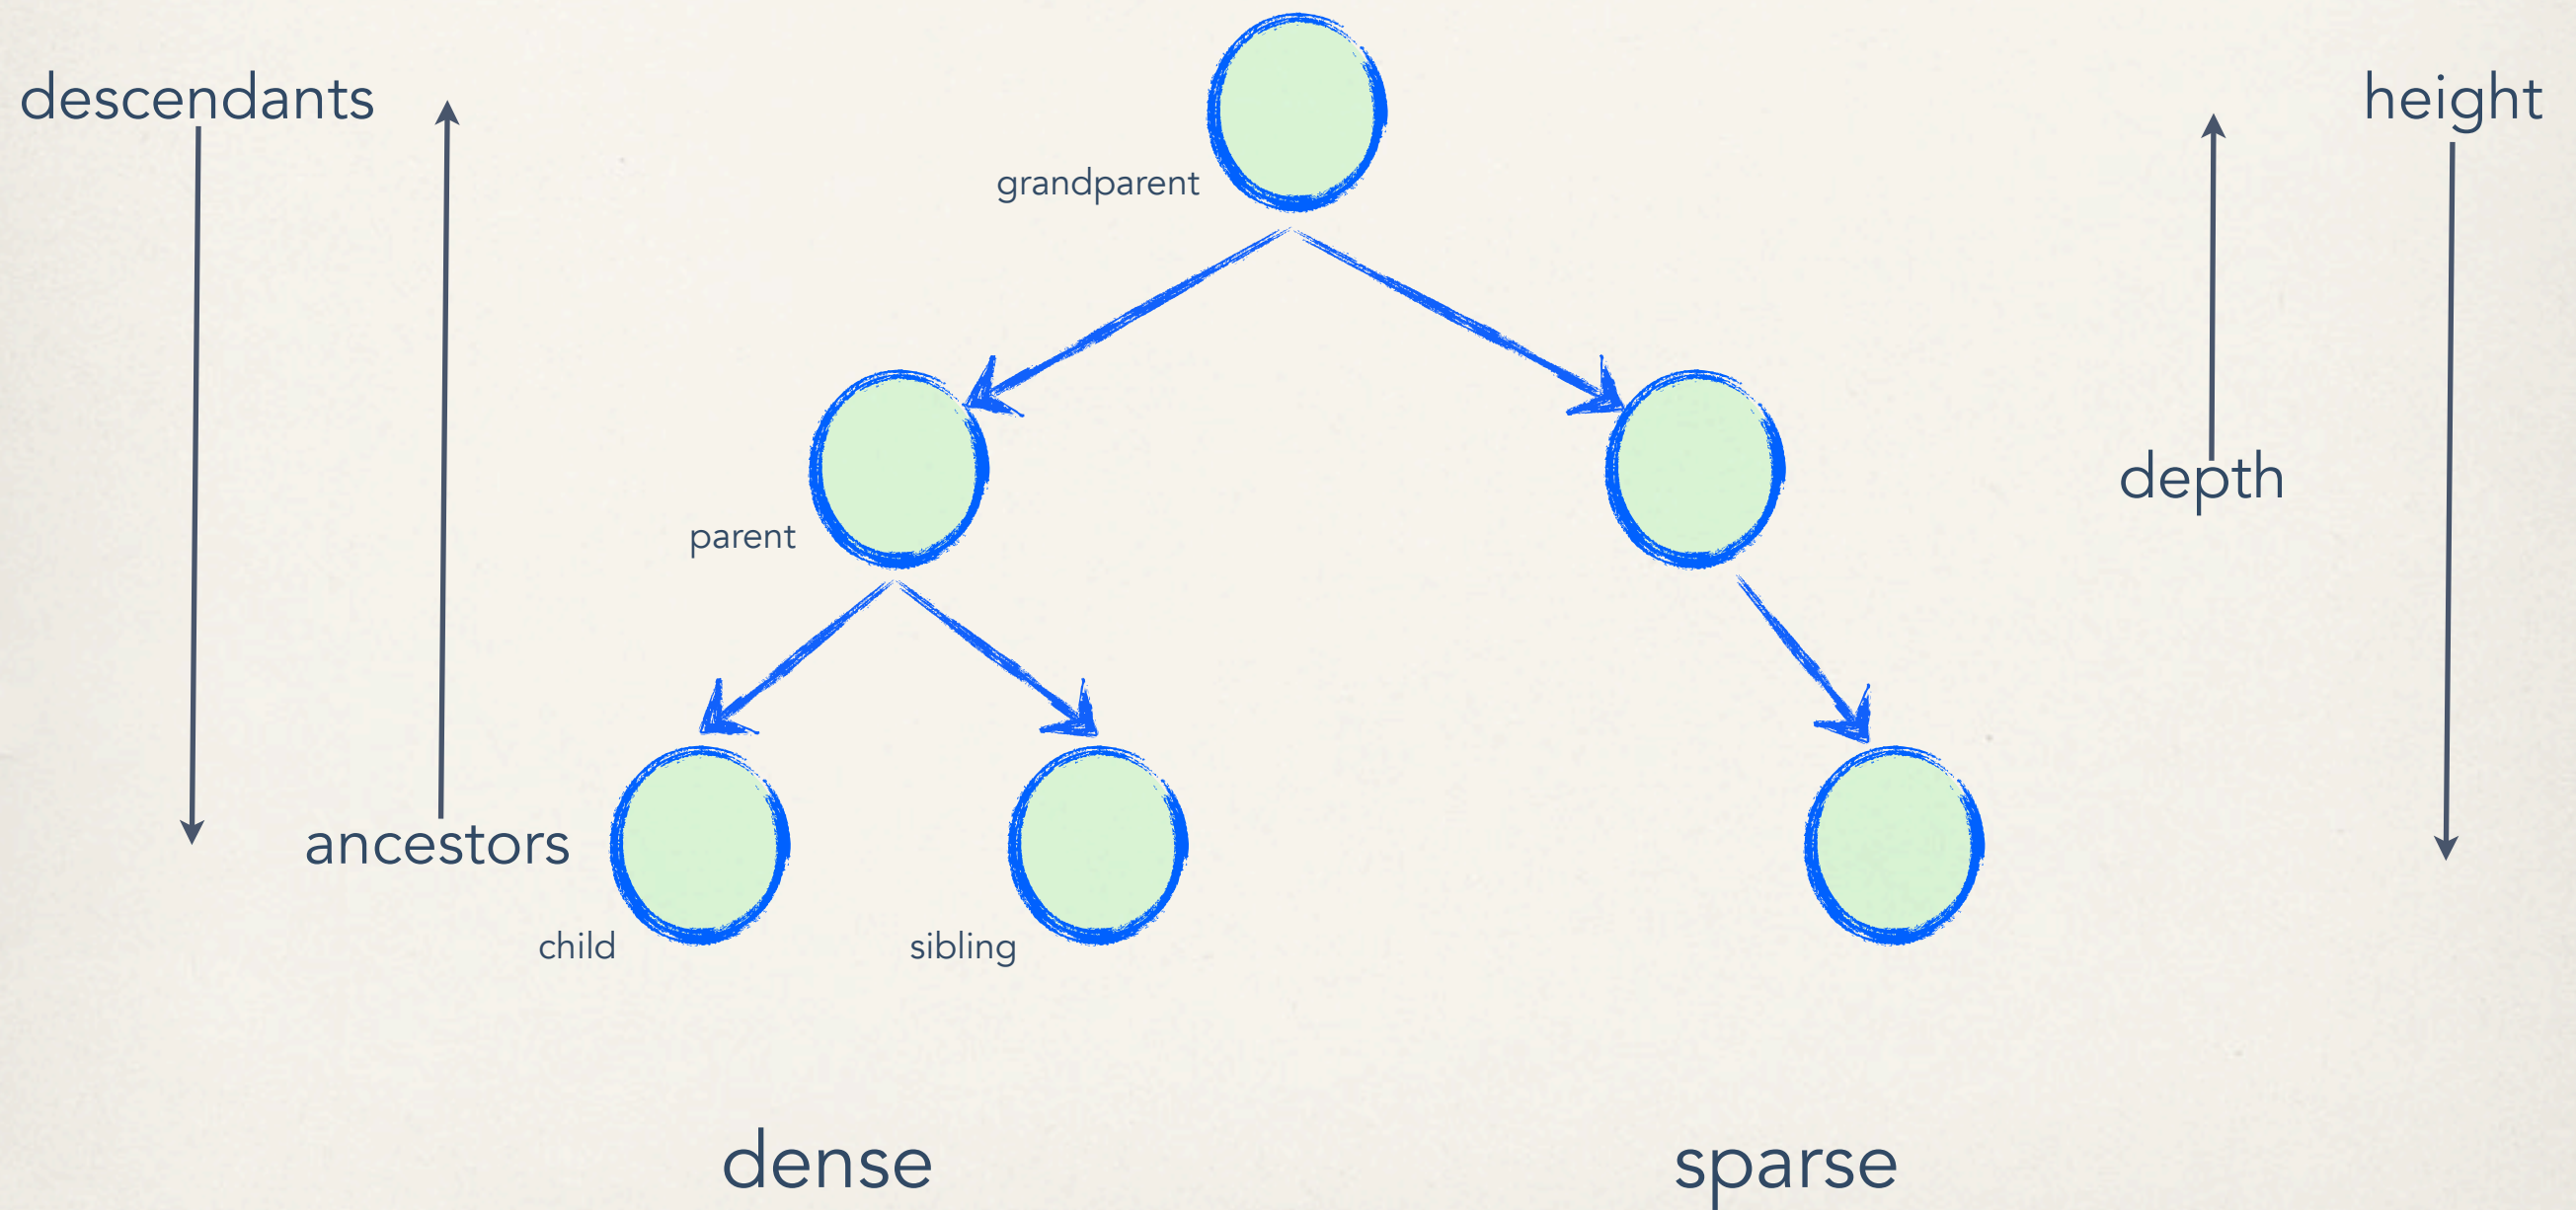 descendants
height
grandparent
depth
parent
ancestors
child
sibling
dense
sparse